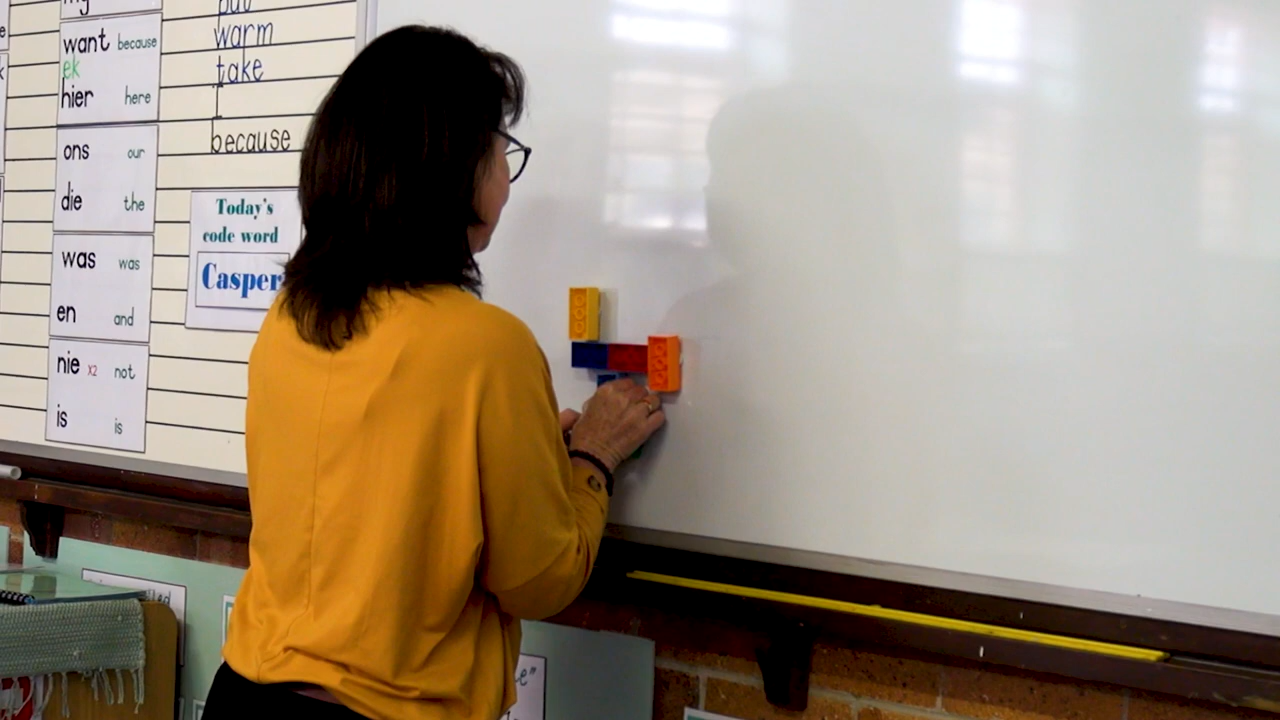 want because
ek
hier here
ons our
die the
was was
en and
nie x2 not
is is
warm
take
because
Today's
code word
Casper